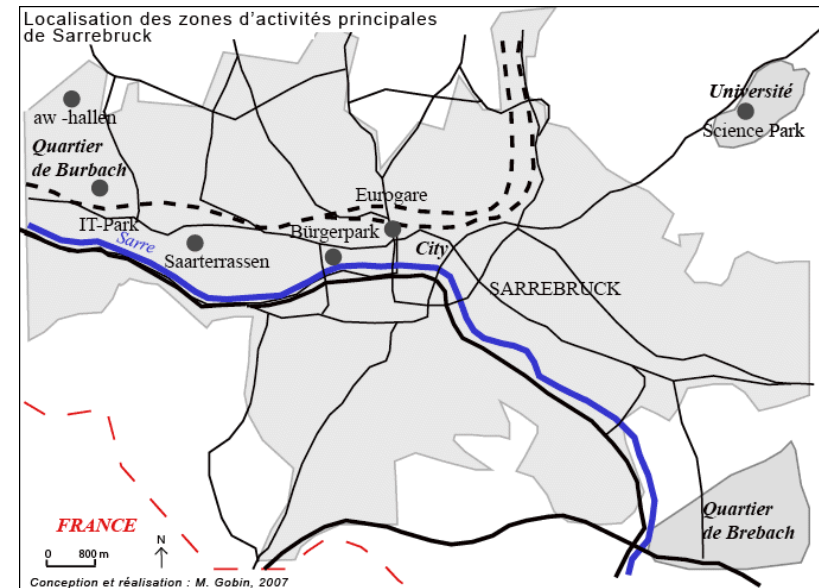 Localisation des zones d'activités principales
de Sarrebruck
aw -hallen
Quartier
de Burbach
IT-Park
Sarre
Saarterrassen
Eurogare
Bürgerpark
City
SARREBRUCK
Université
Science Park
Quartier
de Brebach
FRANCE
0 800 m
N
Conception et réalisation : M. Gobin, 2007